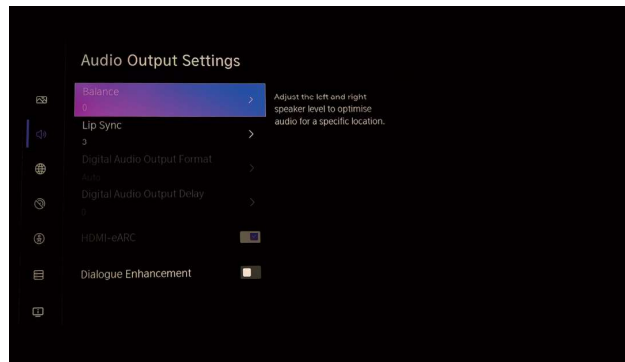 Audio Output Settings
Balance
0
Adjust the left and right
speaker level to optimise
audio for a specific location.
Lip Sync
3
Digital Audio Output Format
Auto
Digital Audio Output Delay
HDMI-eARC
Dialogue Enhancement